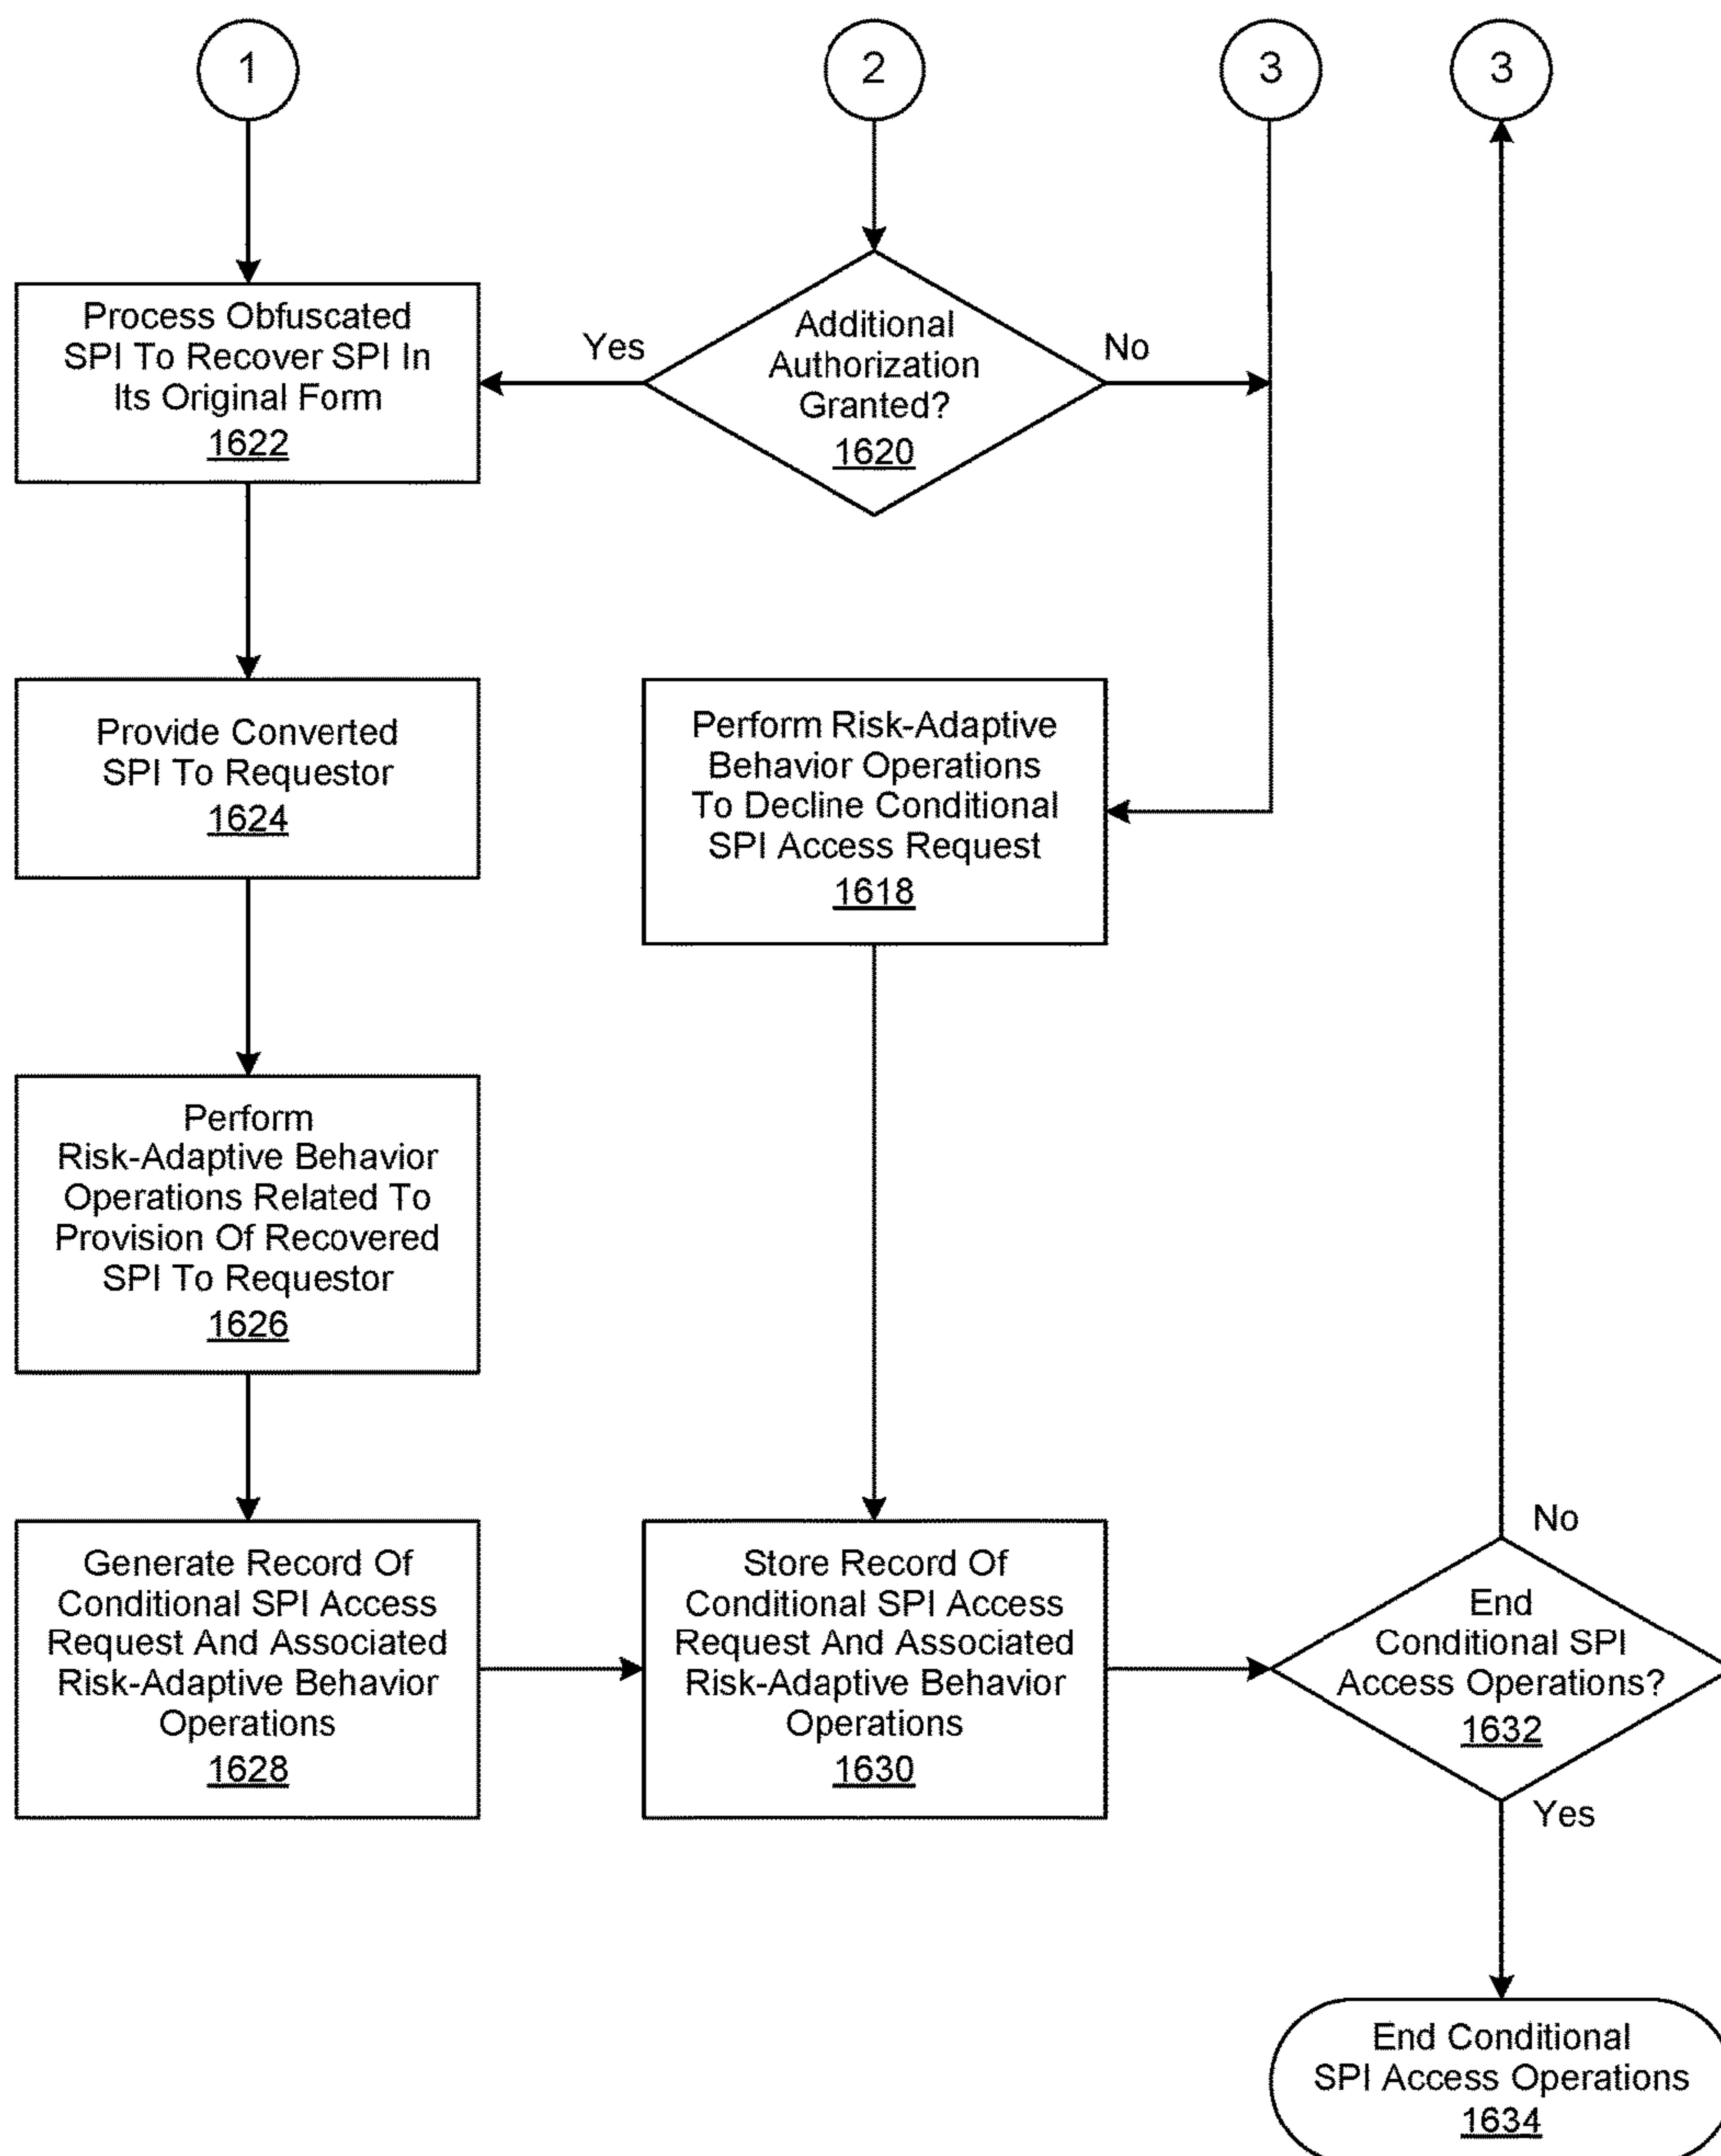 1
2
3
3
Process Obfuscated
SPI To Recover SPI In
Its Original Form
1622
Yes
Additional
Authorization
Granted?
1620
No
Provide Converted
SPI To Requestor
1624
Perform Risk-Adaptive
Behavior Operations
To Decline Conditional
SPI Access Request
1618
Perform
Risk-Adaptive Behavior
Operations Related To
Provision Of Recovered
SPI To Requestor
1626
Generate Record Of
Conditional SPI Access
Request And Associated
Risk-Adaptive Behavior
Operations
1628
Store Record Of
Conditional SPI Access
Request And Associated
Risk-Adaptive Behavior
Operations
1630
No
End
Conditional SPI
Access Operations?
1632
Yes
End Conditional
SPI Access Operations
1634